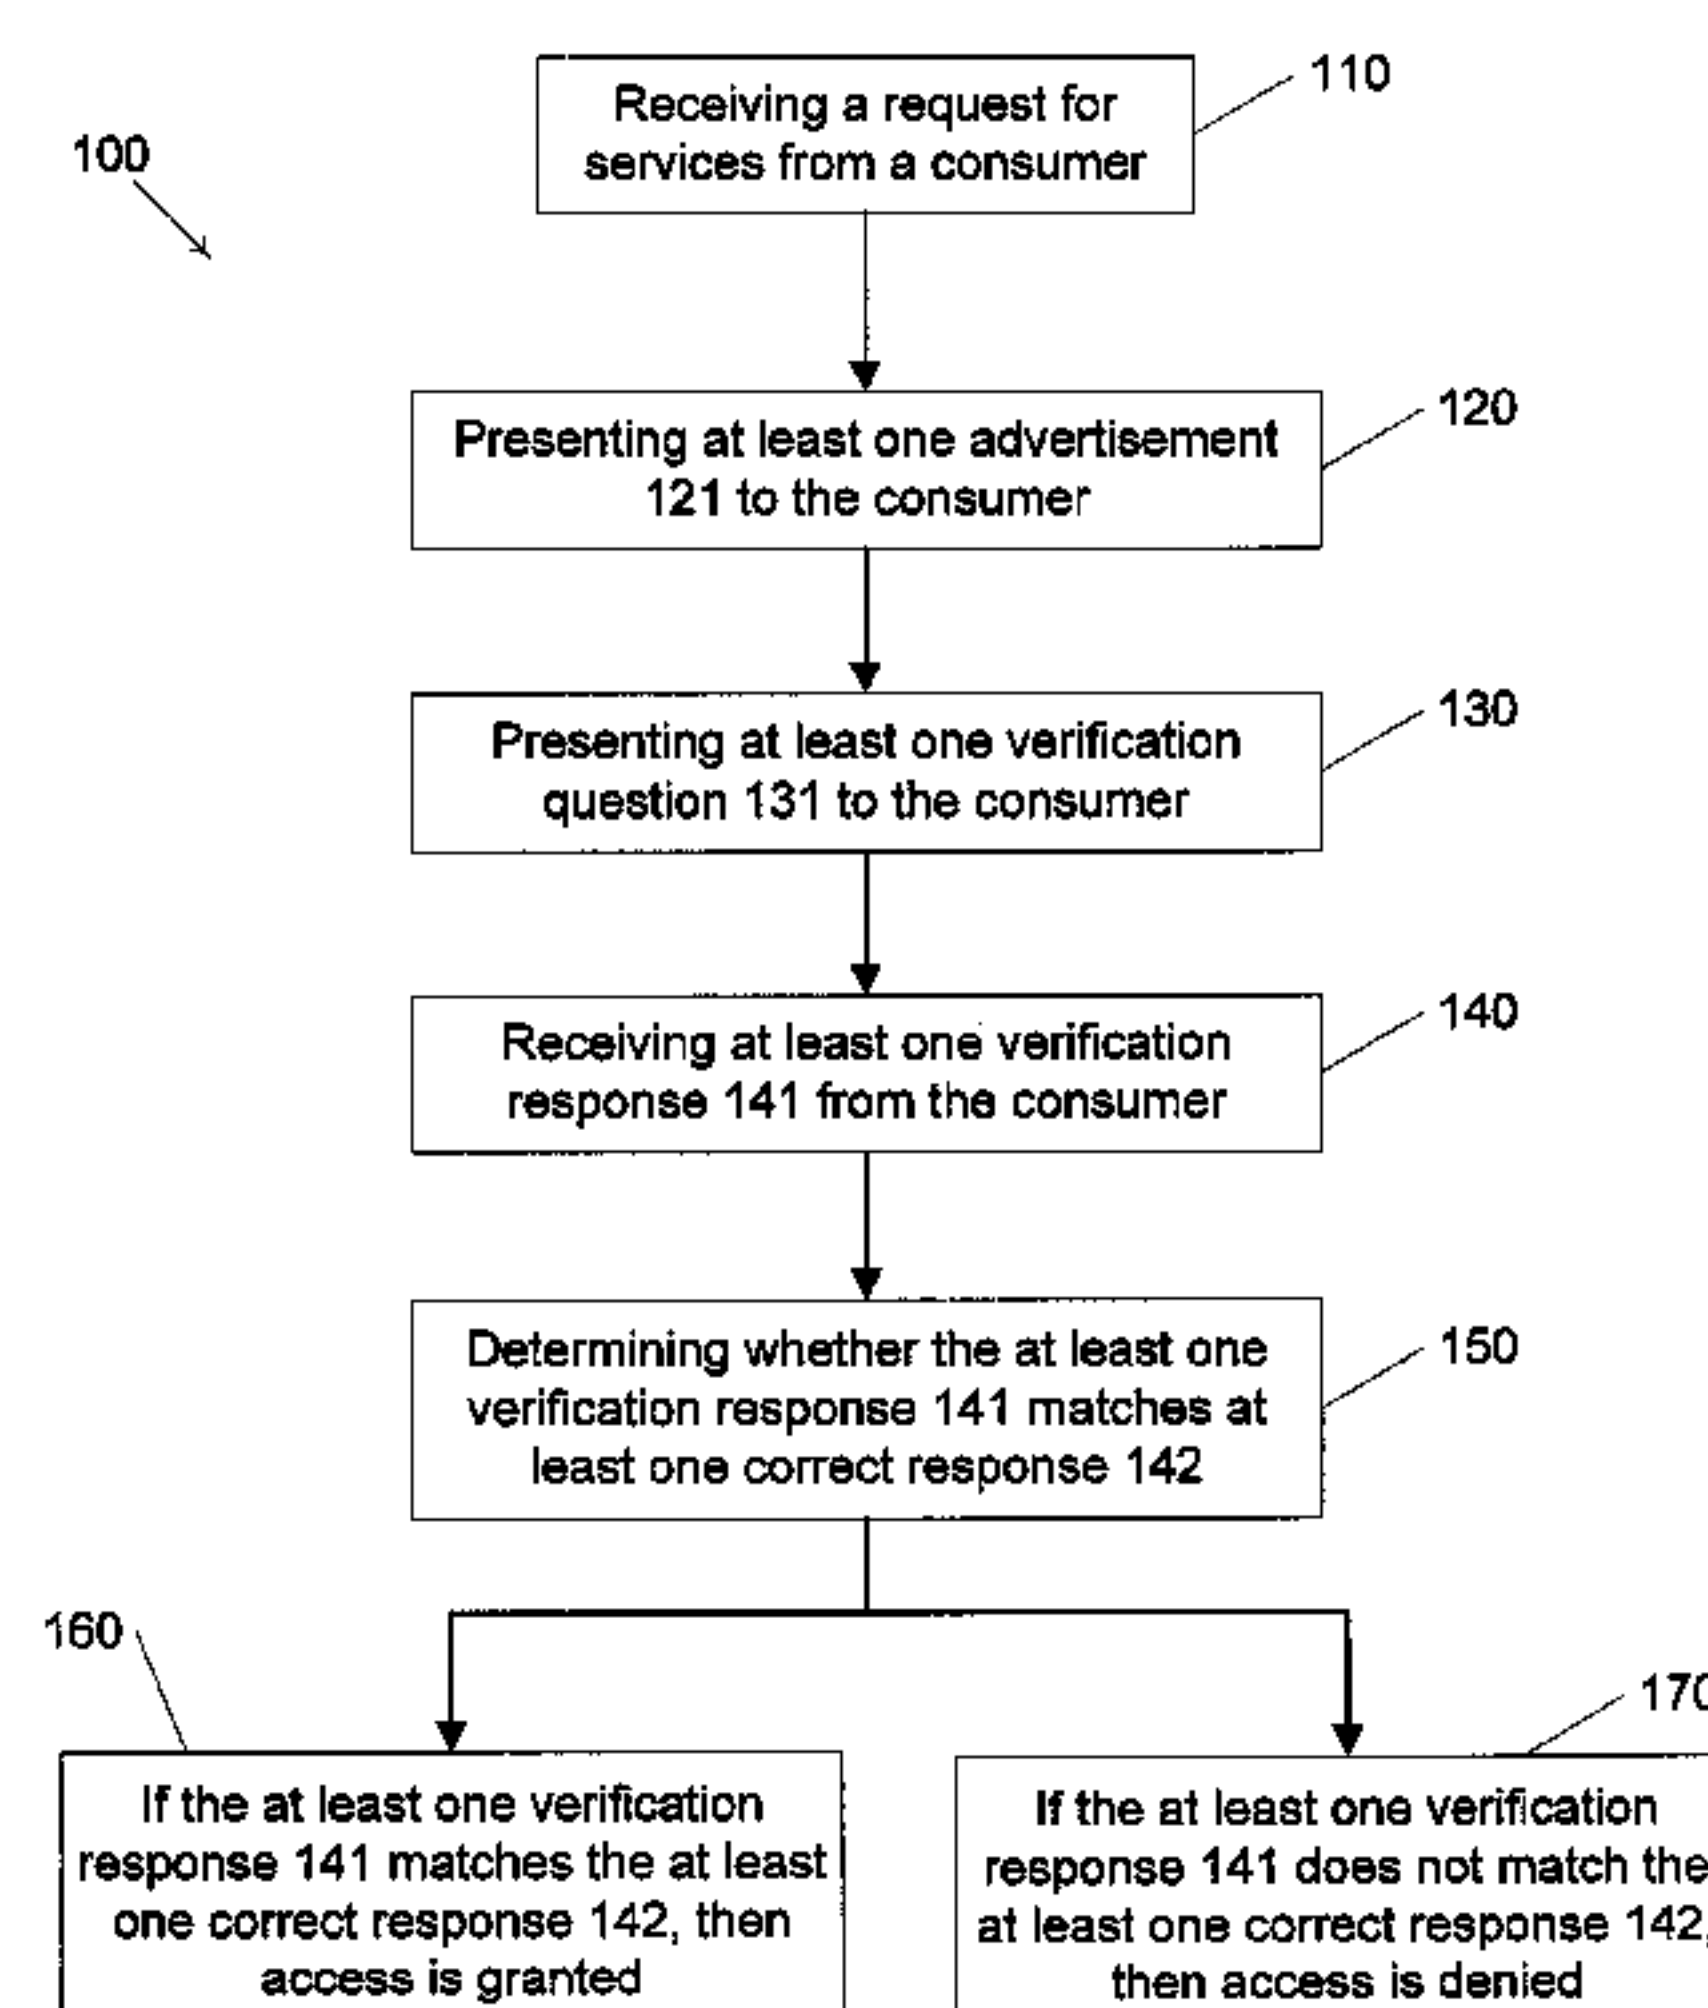 110
Receiving a request for
services from a consumer
100
120
Presenting at least one advertisement
121 to the consumer
130
Presenting at least one verification
question 131 to the consumer
140
Receiving at least one verification
response 141 from the consumer
150
Determining whether the at least one
verification response 141 matches at
least one correct response 142
160
If the at least one verification
response 141 matches the at least
one correct response 142, then
access is granted
170
If the at least one verification
response 141 does not match the
at least one correct response 142,
then access is denied